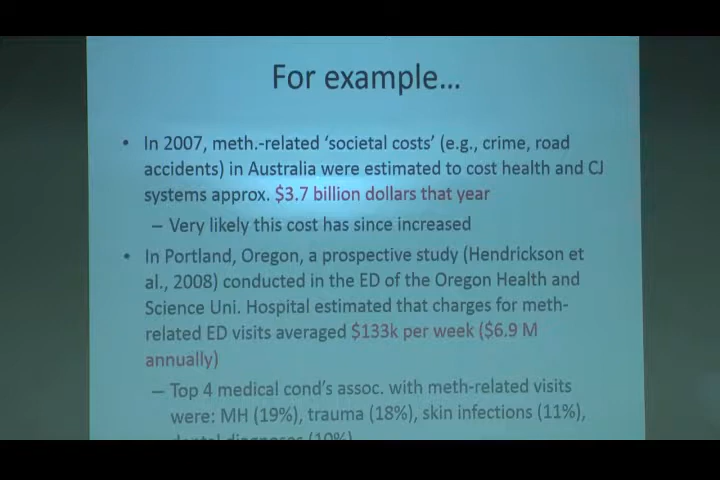 For example...
• In 2007, meth.-related 'societal costs' (e.g., crime, road
accidents) in Australia were estimated to cost health and CJ
systems approx. $3.7 billion dollars that year
– Very likely this cost has since increased
• In Portland, Oregon, a prospective study (Hendrickson et
al., 2008) conducted in the ED of the Oregon Health and
Science Uni. Hospital estimated that charges for meth-
related ED visits averaged $133k per week ($6.9 M
annually)
– Top 4 medical cond's assoc. with meth-related visits
were: MH (19%), trauma (18%), skin infections (11%),
dental diagnoses (10%)